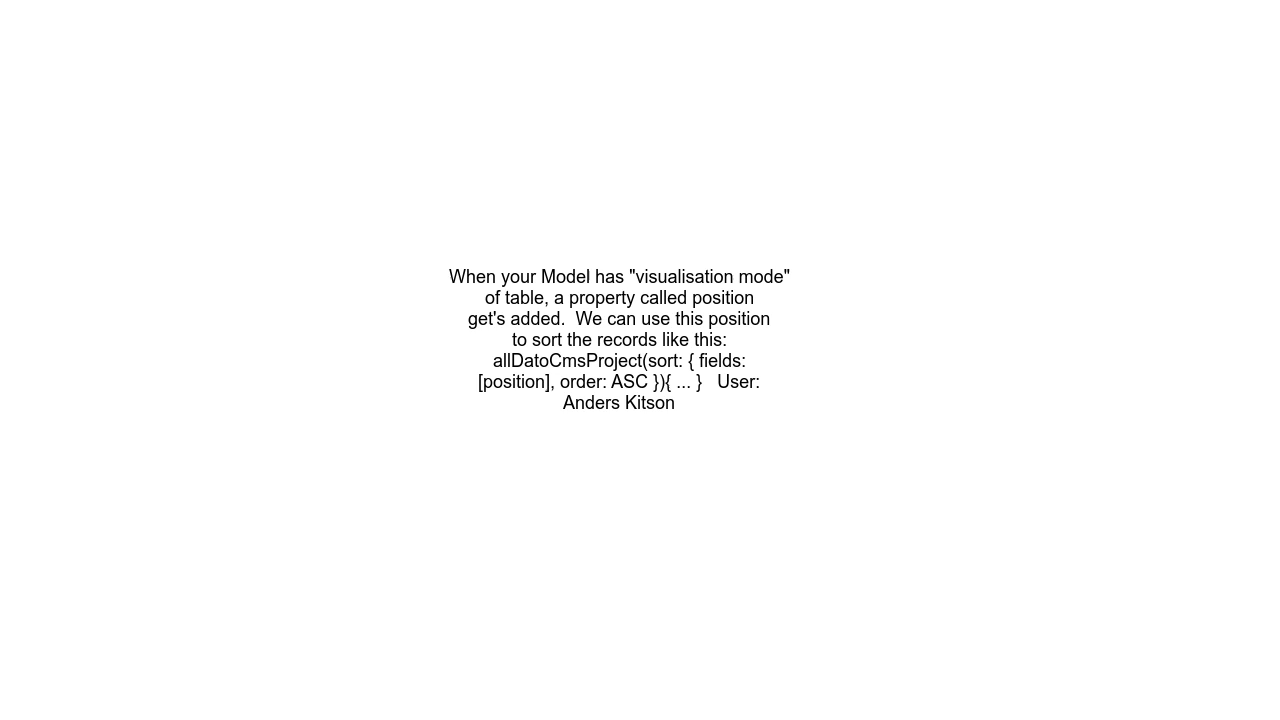 When your Model has "visualisation mode"
of table, a property called position
get's added.  We can use this position
to sort the records like this:
allDatoCmsProject(sort: { fields:
[position], order: ASC }){ ... }   User:
Anders Kitson